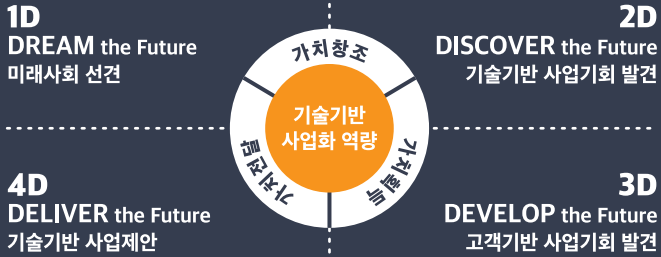 1D
DREAM the Future
미래사회 선견
2D
DISCOVER the Future
기술기반 사업기회 발견
가치창조
기술기반
사업화 역량
가치전달
가치획득
4D
DELIVER the Future
기술기반 사업제안
3D
DEVELOP the Future
고객기반 사업기회 발견